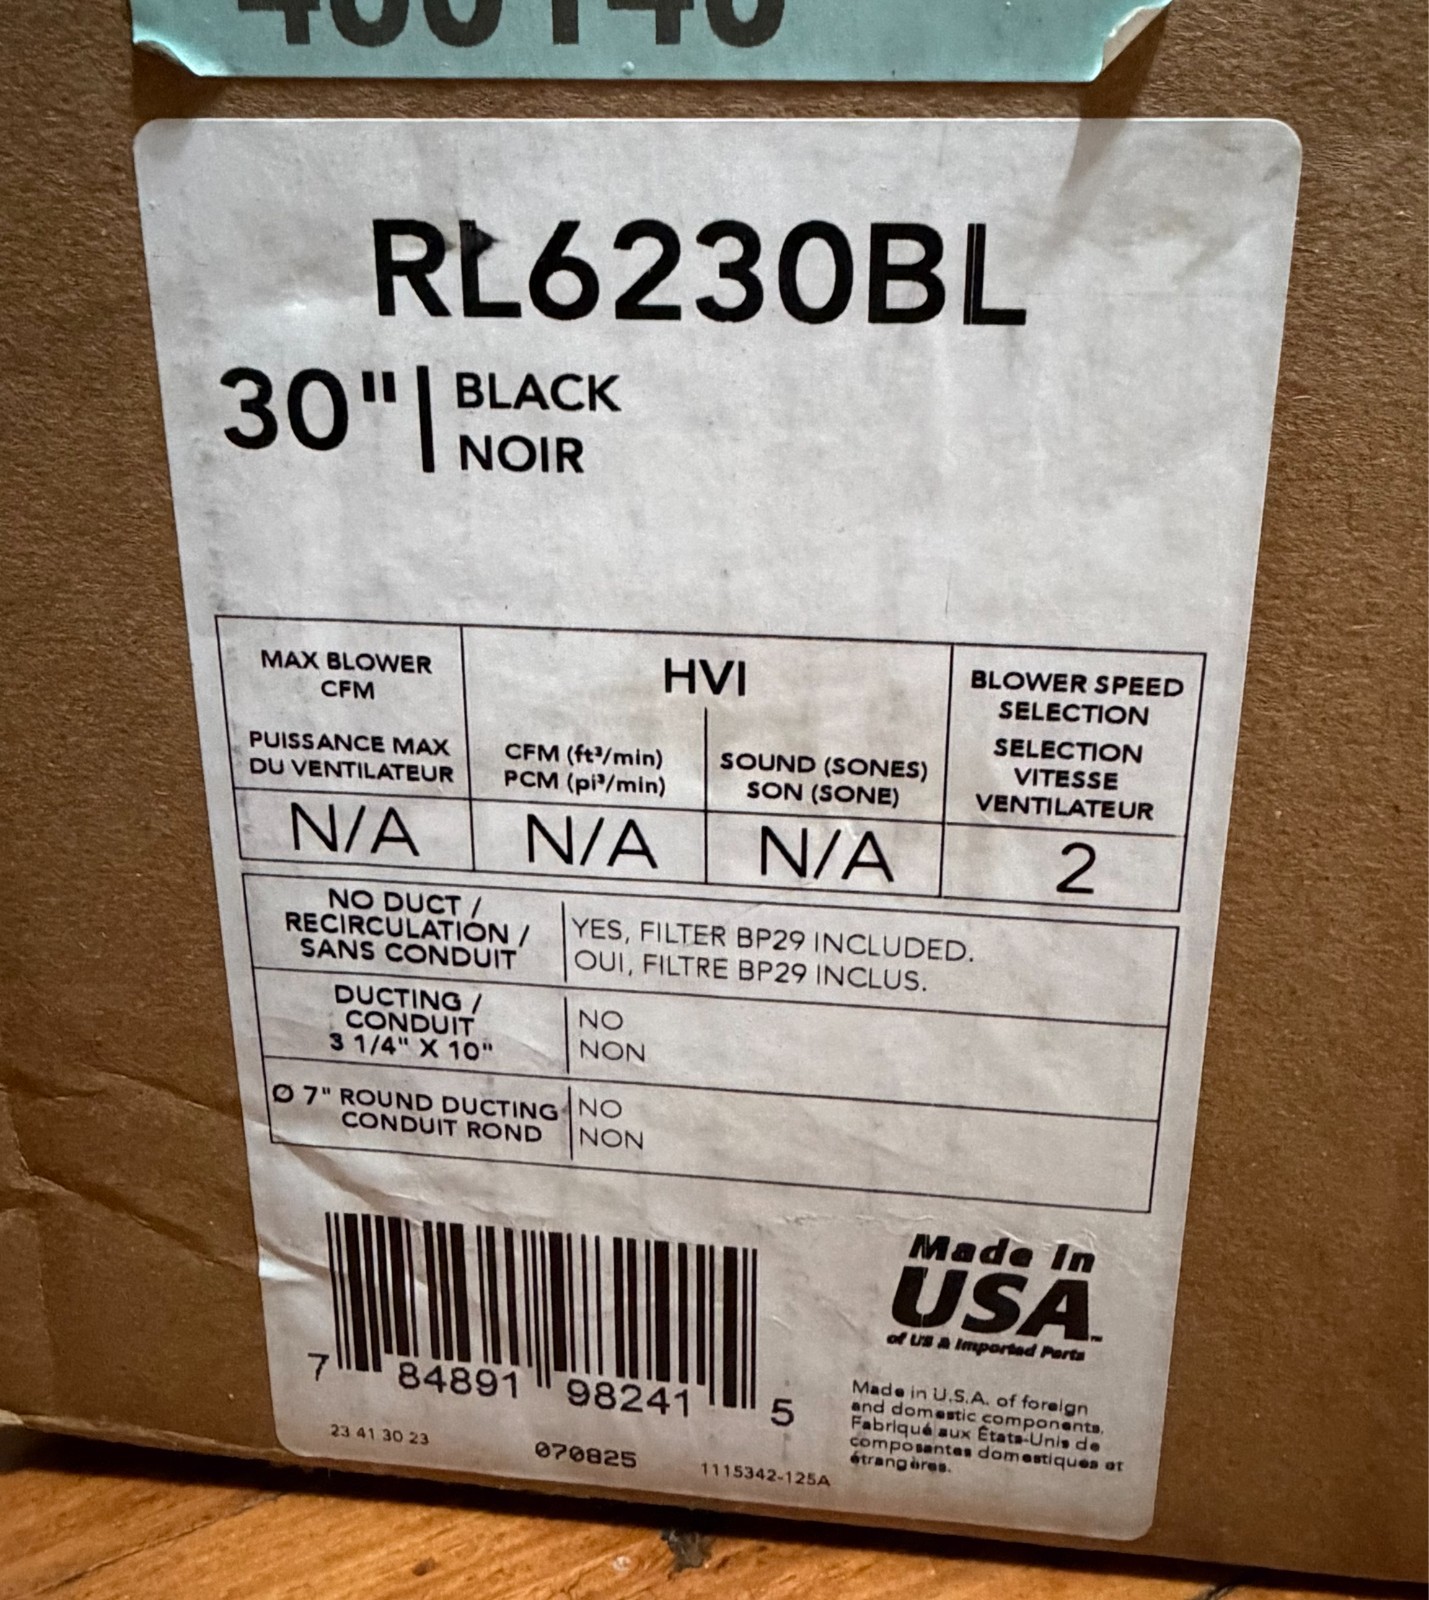 RL6230BL
30" | BLACK
NOIR
MAX BLOWER
CFM
PUISSANCE MAX
DU VENTILATEUR
HVI
CFM (ft³/min)
PCM (pi³/min)
SOUND (SONES)
SON (SONE)
BLOWER SPEED
SELECTION
SELECTION
VITESSE
VENTILATEUR
N/A
N/A
N/A
2
NO DUCT /
RECIRCULATION /
SANS CONDUIT
YES, FILTER BP29 INCLUDED.
OUI, FILTRE BP29 INCLUS.
DUCTING /
CONDUIT
3 1/4" X 10"
NO
NON
Ø 7" ROUND DUCTING
CONDUIT ROND
NO
NON
7 84891 98241 5
23 41 30 23
070825
1115342-125A
Made in
USA™
of US & Imported Parts
Made in U.S.A. of foreign
and domestic components.
Fabriqué aux États-Unis de
composantes domestiques et
étrangères.